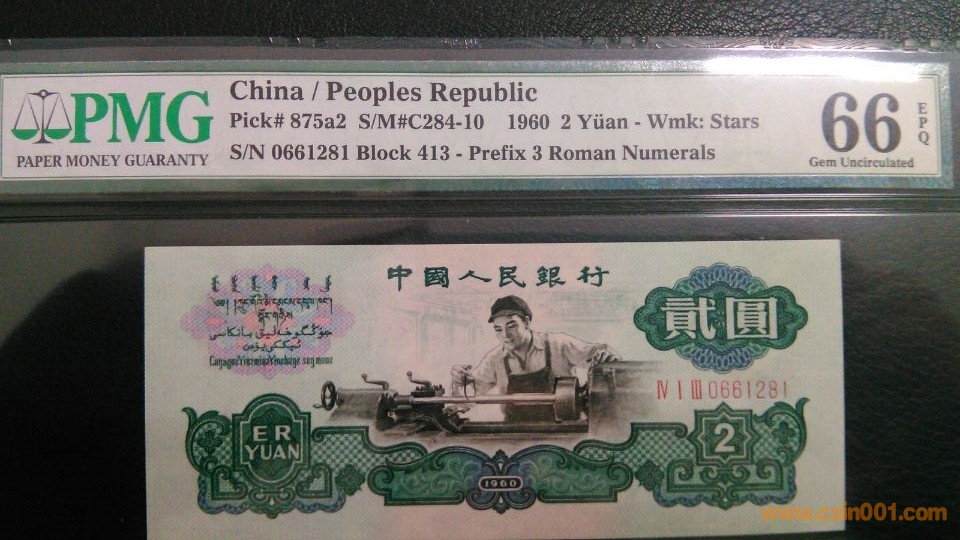 PMG
PAPER MONEY GUARANTY
China / Peoples Republic
Pick# 875a2 S/M#C284-10 1960 2 Yüan - Wmk: Stars
S/N 0661281 Block 413 - Prefix 3 Roman Numerals
66
EPQ
Gem Uncirculated
中國人民銀行
貳圓
Ⅳ Ⅰ Ⅲ 0661281
ER
YUAN
2
1960
www.coin001.com